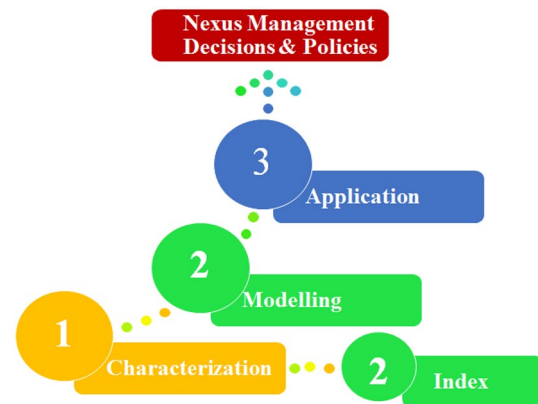 Nexus Management
Decisions & Policies
3
Application
2
Modelling
1
Characterization
2
Index